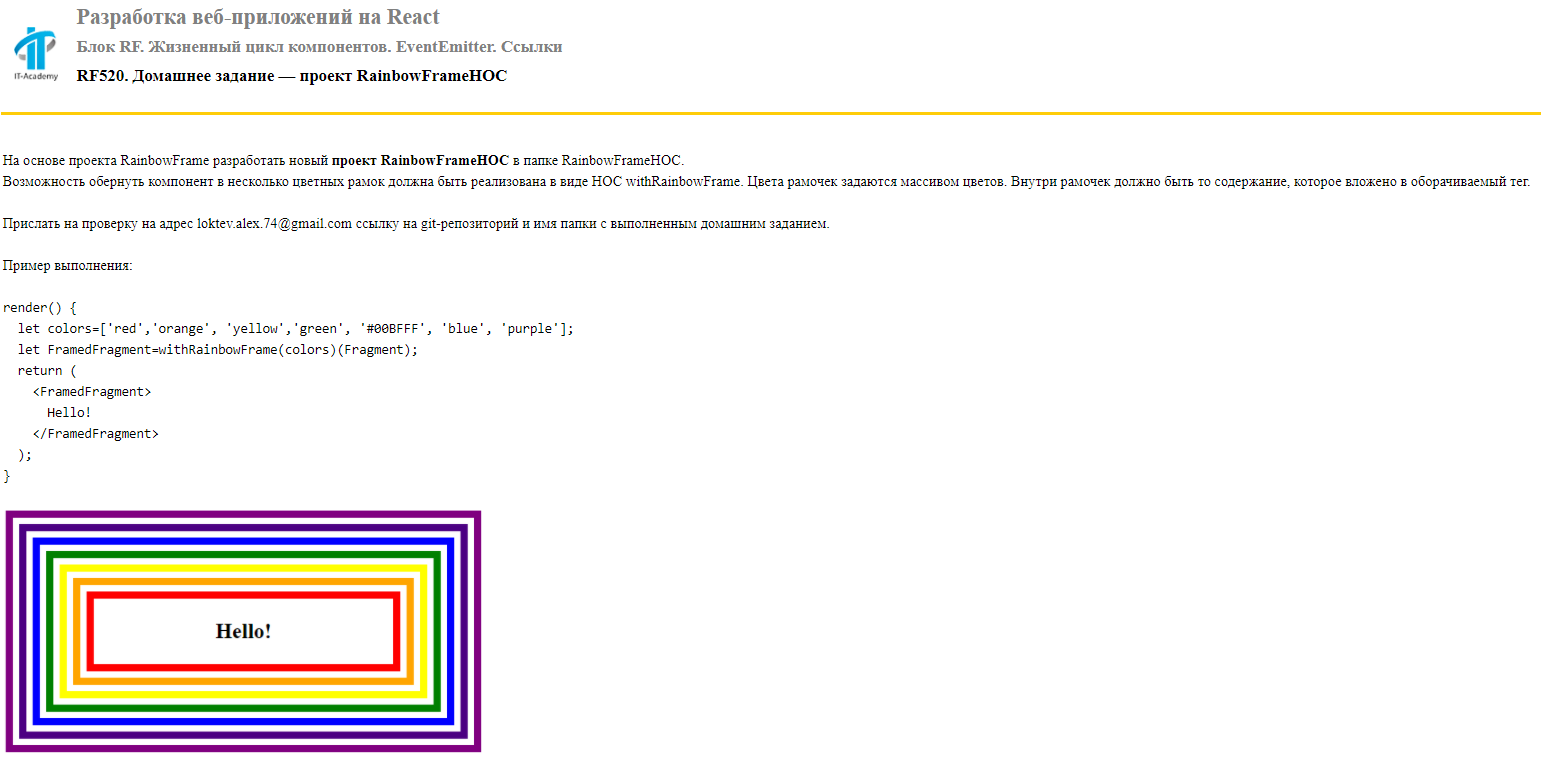 Разработка веб-приложений на React
Блок RF. Жизненный цикл компонентов. EventEmitter. Ссылки
IT-Academy
RF520. Домашнее задание — проект RainbowFrameHOC
На основе проекта RainbowFrame разработать новый проект RainbowFrameHOC в папке RainbowFrameHOC.
Возможность обернуть компонент в несколько цветных рамок должна быть реализована в виде HOC withRainbowFrame. Цвета рамочек задаются массивом цветов. Внутри рамочек должно быть то содержание, которое вложено в оборачиваемый тег.
Прислать на проверку на адрес loktev.alex.74@gmail.com ссылку на git-репозиторий и имя папки с выполненным домашним заданием.
Пример выполнения:
render() {
  let colors=['red','orange', 'yellow','green', '#00BFFF', 'blue', 'purple'];
  let FramedFragment=withRainbowFrame(colors)(Fragment);
  return (
    <FramedFragment>
      Hello!
    </FramedFragment>
  );
}
Hello!